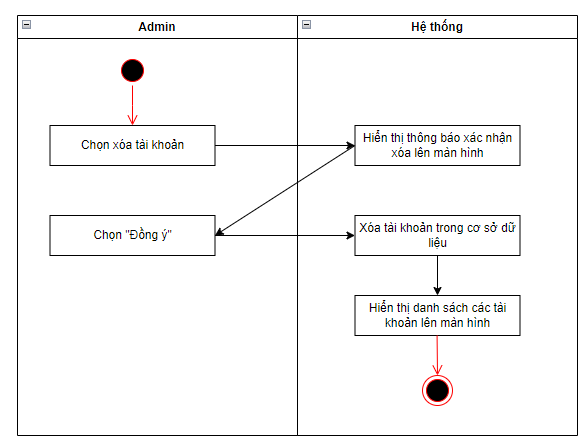 Admin
Hệ thống
Chọn xóa tài khoản
Hiển thị thông báo xác nhận
xóa lên màn hình
Chọn "Đồng ý"
Xóa tài khoản trong cơ sở dữ
liệu
Hiển thị danh sách các tài
khoản lên màn hình